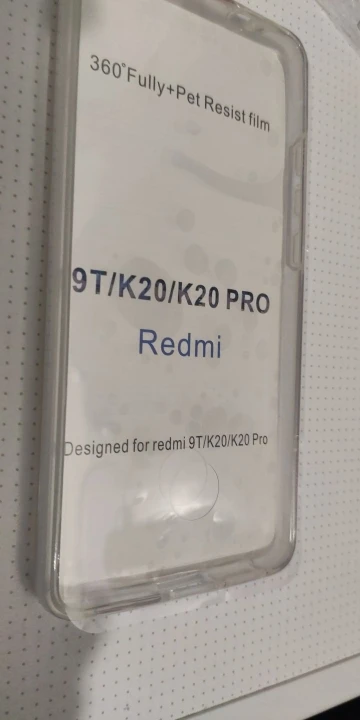 360°Fully+Pet Resist film
9T/K20/K20 PRO
Redmi
Designed for redmi 9T/K20/K20 Pro